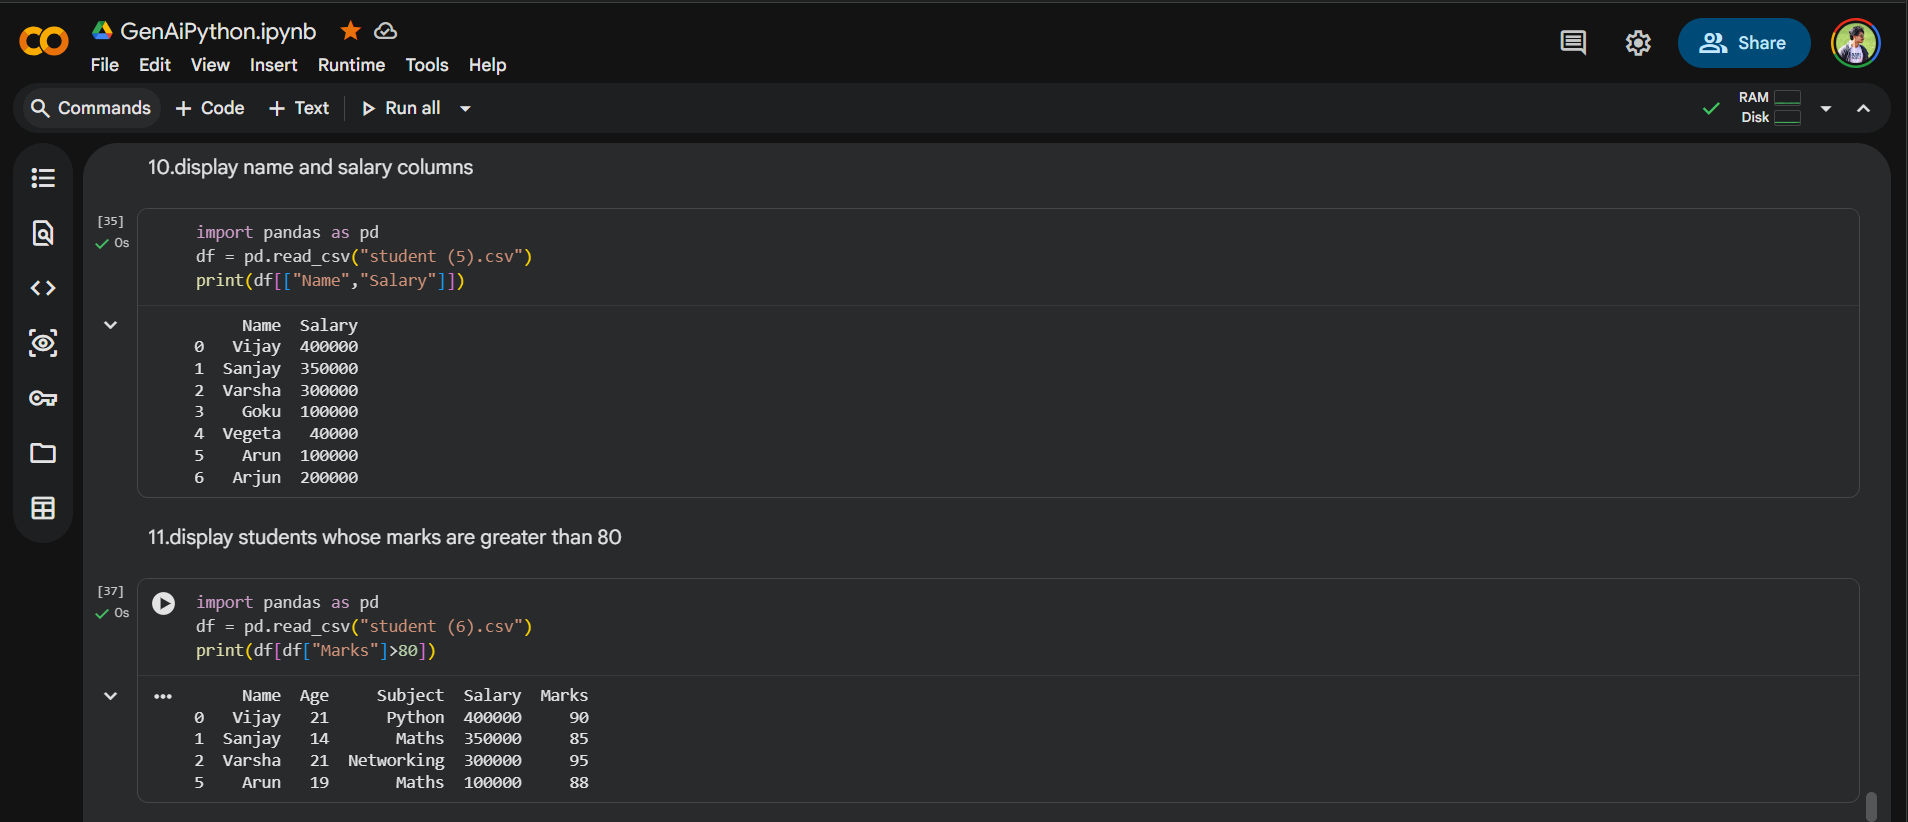 GenAiPython.ipynb
File Edit View Insert Runtime Tools Help
Share
Commands + Code + Text Run all
RAM
Disk
10.display name and salary columns
[35]
0s
import pandas as pd
df = pd.read_csv("student (5).csv")
print(df[["Name","Salary"]])
Name Salary
0 Vijay 400000
1 Sanjay 350000
2 Varsha 300000
3 Goku 100000
4 Vegeta 40000
5 Arun 100000
6 Arjun 200000
11.display students whose marks are greater than 80
[37]
0s
import pandas as pd
df = pd.read_csv("student (6).csv")
print(df[df["Marks"]>80])
Name Age Subject Salary Marks
0 Vijay 21 Python 400000 90
1 Sanjay 14 Maths 350000 85
2 Varsha 21 Networking 300000 95
5 Arun 19 Maths 100000 88